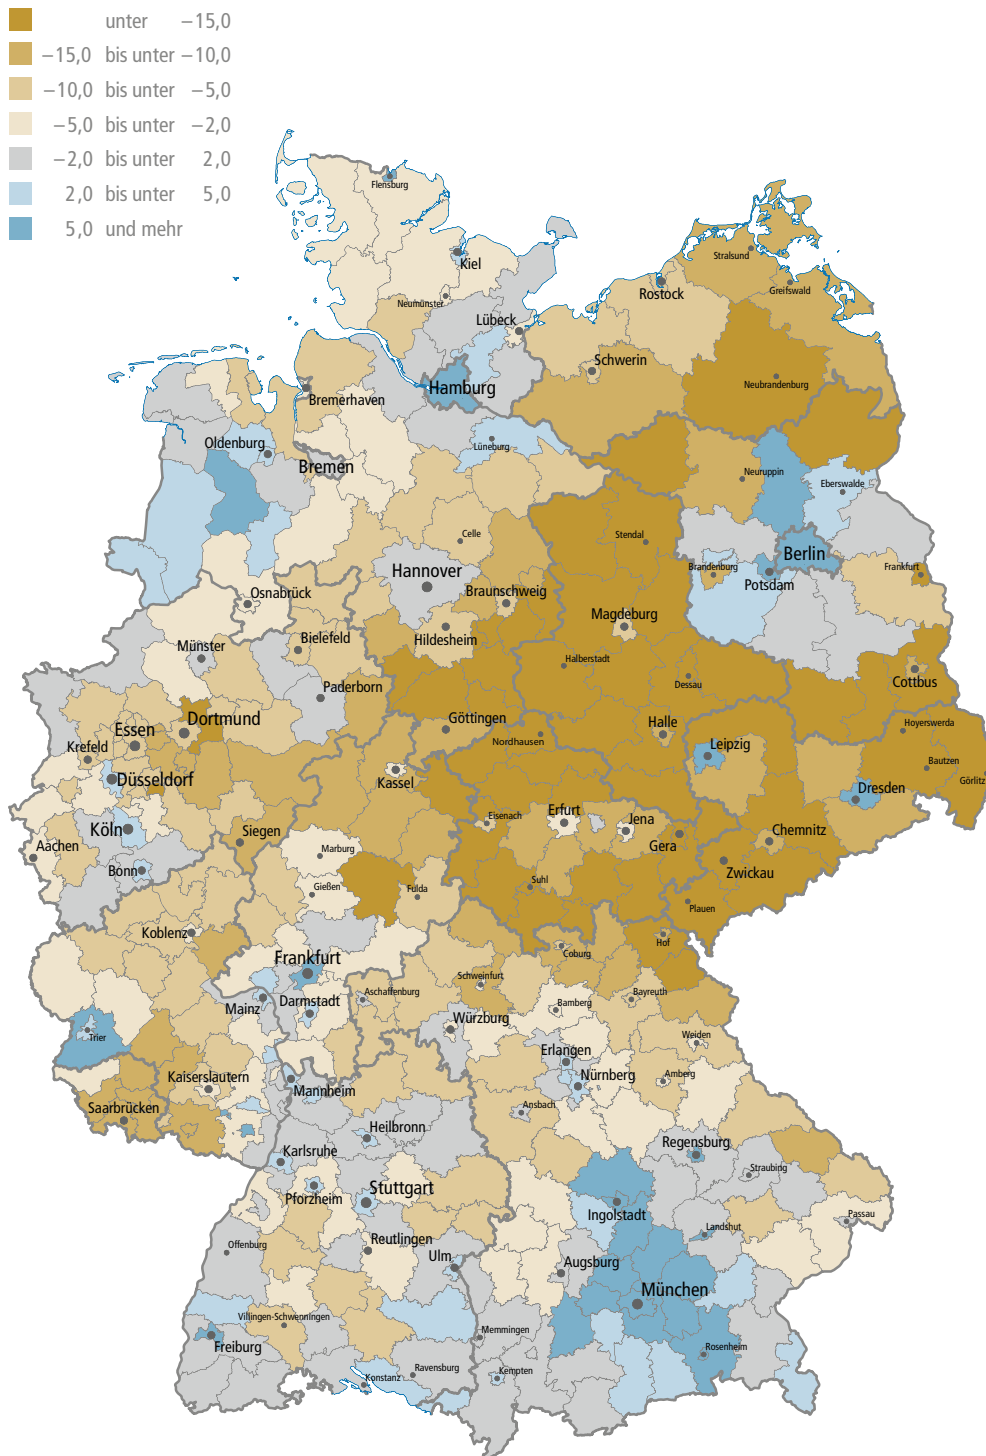 unter −15,0
−15,0 bis unter −10,0
−10,0 bis unter −5,0
−5,0 bis unter −2,0
−2,0 bis unter 2,0
2,0 bis unter 5,0
5,0 und mehr
Flensburg
Kiel
Neumünster
Lübeck
Stralsund
Greifswald
Rostock
Schwerin
Neubrandenburg
Hamburg
Bremerhaven
Oldenburg
Bremen
Lüneburg
Neuruppin
Eberswalde
Celle
Stendal
Berlin
Hannover
Brandenburg
Potsdam
Frankfurt
Osnabrück
Braunschweig
Magdeburg
Münster
Bielefeld
Hildesheim
Paderborn
Halberstadt
Dessau
Cottbus
Dortmund
Essen
Göttingen
Halle
Hoyerswerda
Krefeld
Nordhausen
Leipzig
Bautzen
Düsseldorf
Kassel
Görlitz
Dresden
Köln
Eisenach
Erfurt
Jena
Chemnitz
Aachen
Siegen
Gera
Marburg
Bonn
Zwickau
Gießen
Fulda
Suhl
Plauen
Koblenz
Hof
Coburg
Frankfurt
Schweinfurt
Aschaffenburg
Bayreuth
Mainz
Darmstadt
Bamberg
Trier
Würzburg
Weiden
Erlangen
Kaiserslautern
Mannheim
Nürnberg
Amberg
Saarbrücken
Ansbach
Heilbronn
Regensburg
Karlsruhe
Straubing
Pforzheim
Stuttgart
Ingolstadt
Passau
Landshut
Offenburg
Reutlingen
Ulm
Augsburg
München
Villingen-Schwenningen
Memmingen
Freiburg
Rosenheim
Ravensburg
Konstanz
Kempten